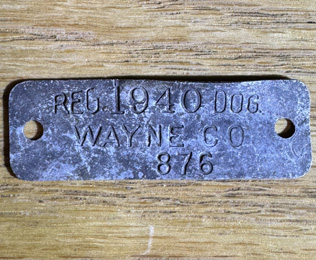 REG. 1940 DOG.
WAYNE CO
876